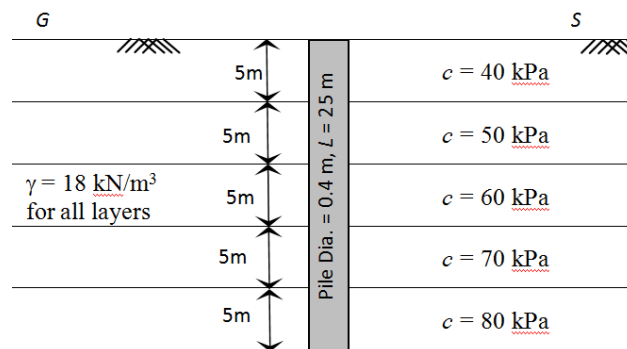 G S
5m c = 40 kPa
5m c = 50 kPa
γ = 18 kN/m³
for all layers
5m c = 60 kPa
5m c = 70 kPa
5m c = 80 kPa
Pile Dia. = 0.4 m, L = 25 m